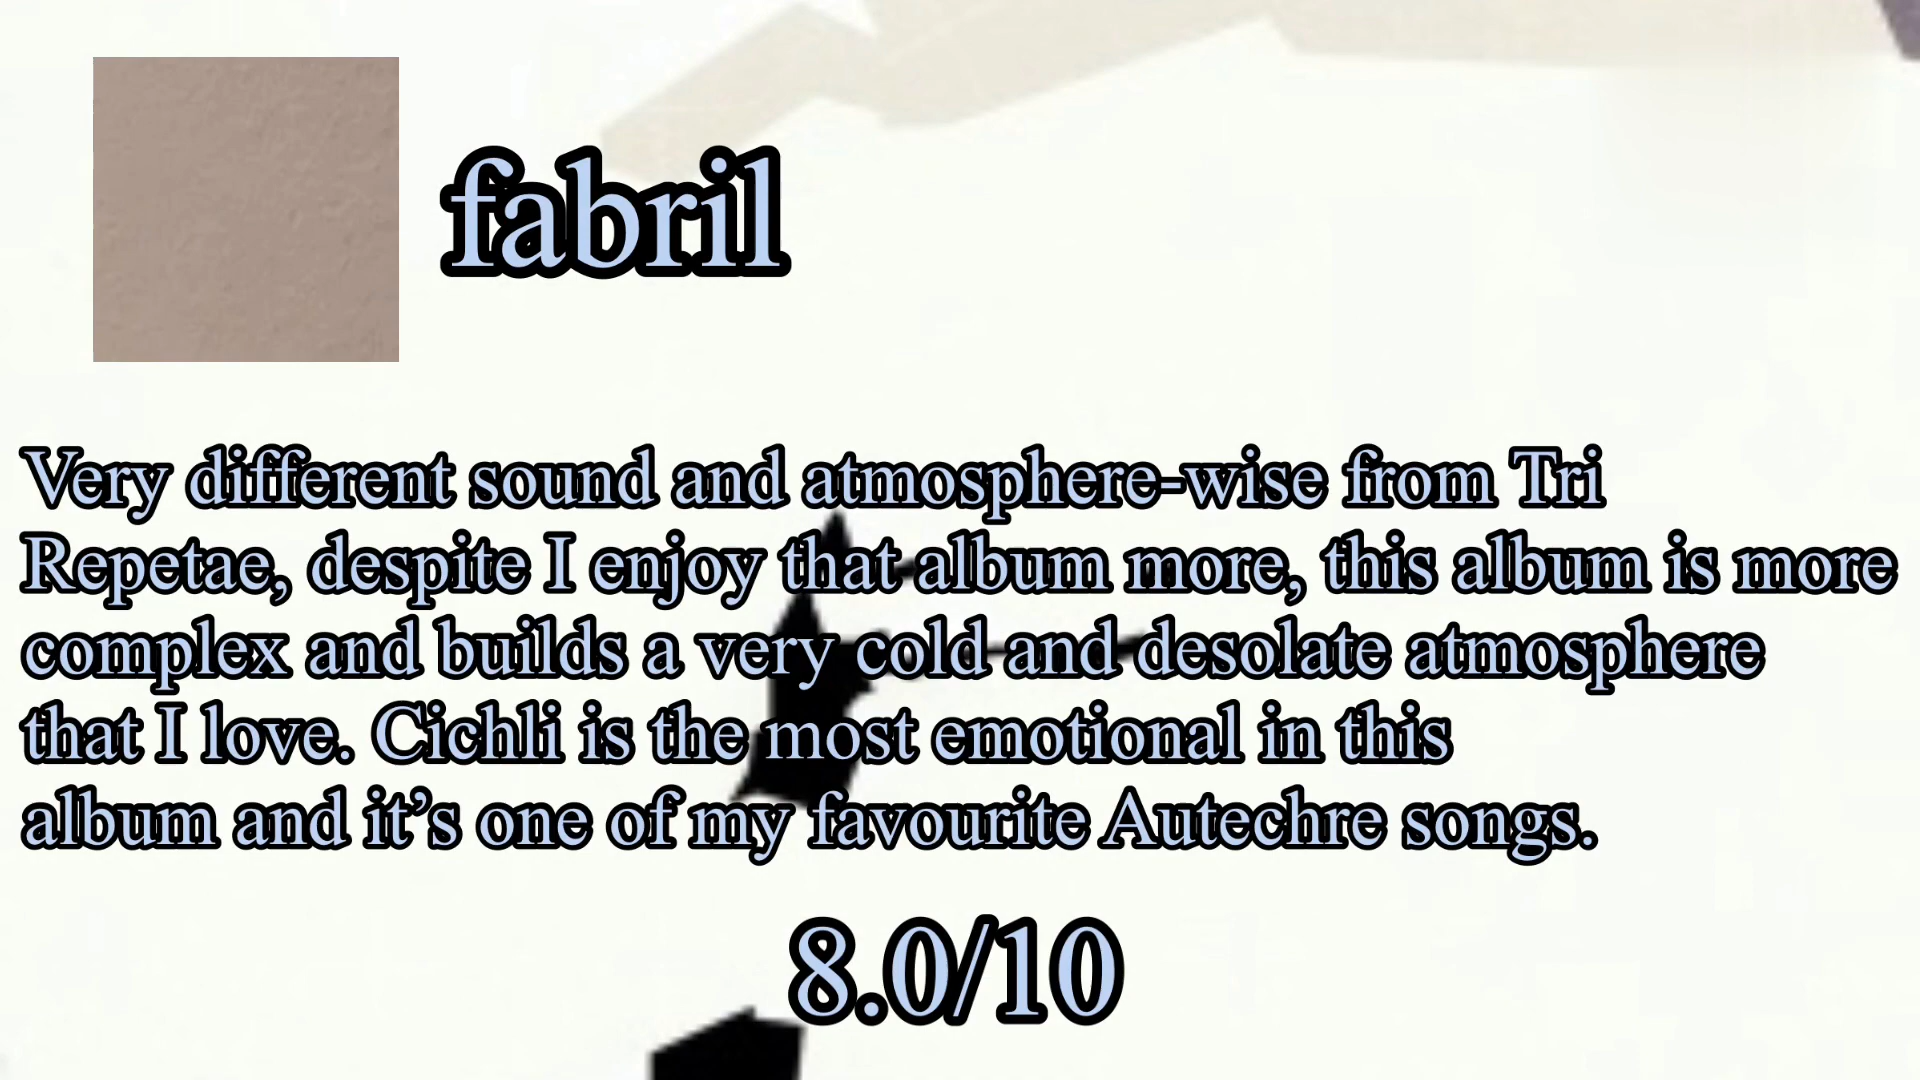 fabril
Very different sound and atmosphere-wise from Tri
Repetae, despite I enjoy that album more, this album is more
complex and builds a very cold and desolate atmosphere
that I love. Cichli is the most emotional in this
album and it’s one of my favourite Autechre songs.
8.0/10